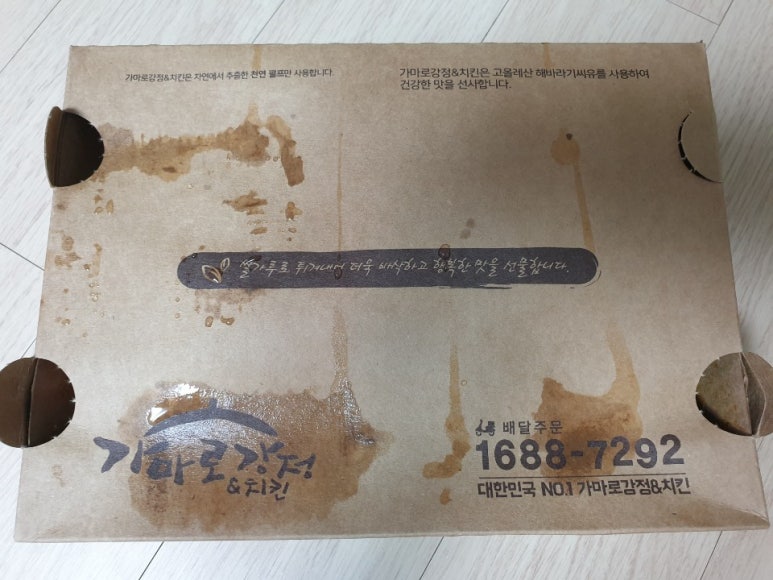 가마로강정&치킨은 자연에서 추출한 천연 펄프만 사용합니다.
가마로강정&치킨은 고올레산 해바라기씨유를 사용하여
건강한 맛을 선사합니다.
쌀가루로 튀겨내어 더욱 바삭하고 행복한 맛을 선물합니다.
가마로강정
&치킨
배달주문
1688-7292
대한민국 NO.1 가마로강정&치킨